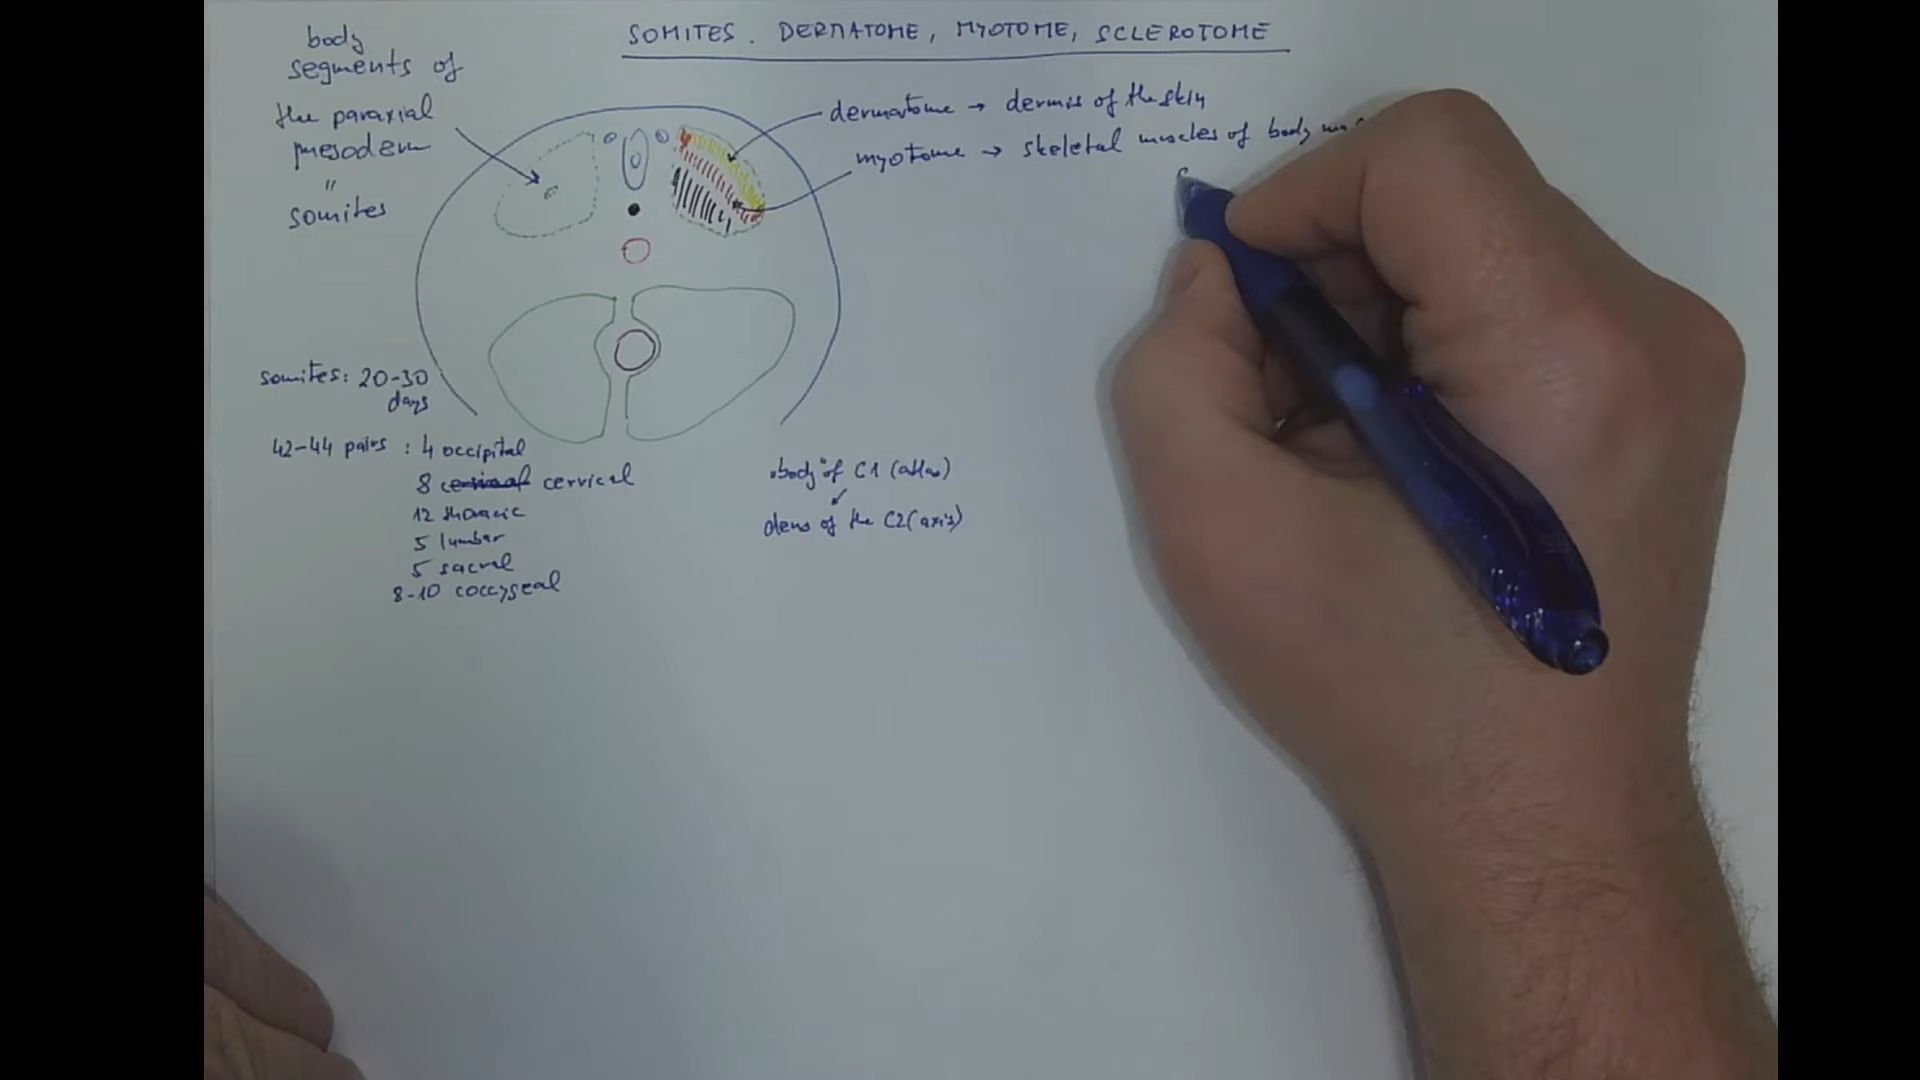 SOMITES. DERMATOME, MYOTOME, SCLEROTOME
body
segments of
the paraxial
mesoderm
"
somites
dermatome → dermis of the skin
myotome → skeletal muscles of body
somites: 20-30
days
42-44 pairs : 4 occipital
8 cervical
12 thoracic
5 lumbar
5 sacral
8-10 coccygeal
"body" of C1 (atlas)
dens of the C2 (axis)